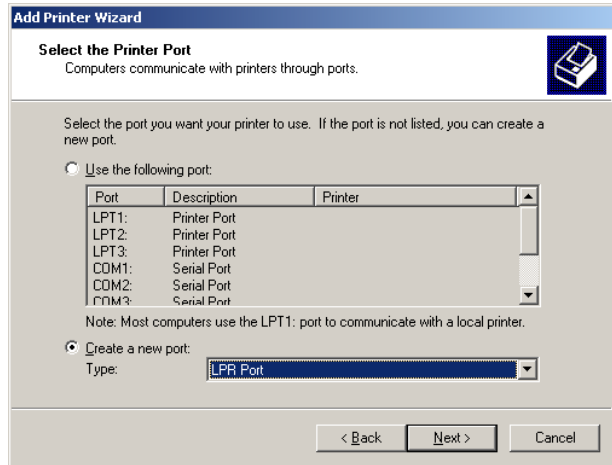 Add Printer Wizard
Select the Printer Port
Computers communicate with printers through ports.
Select the port you want your printer to use.  If the port is not listed, you can create a
new port.
Use the following port:
Port Description Printer
LPT1: Printer Port
LPT2: Printer Port
LPT3: Printer Port
COM1: Serial Port
COM2: Serial Port
COM3: Serial Port
Note: Most computers use the LPT1: port to communicate with a local printer.
Create a new port:
Type: LPR Port
< Back Next > Cancel